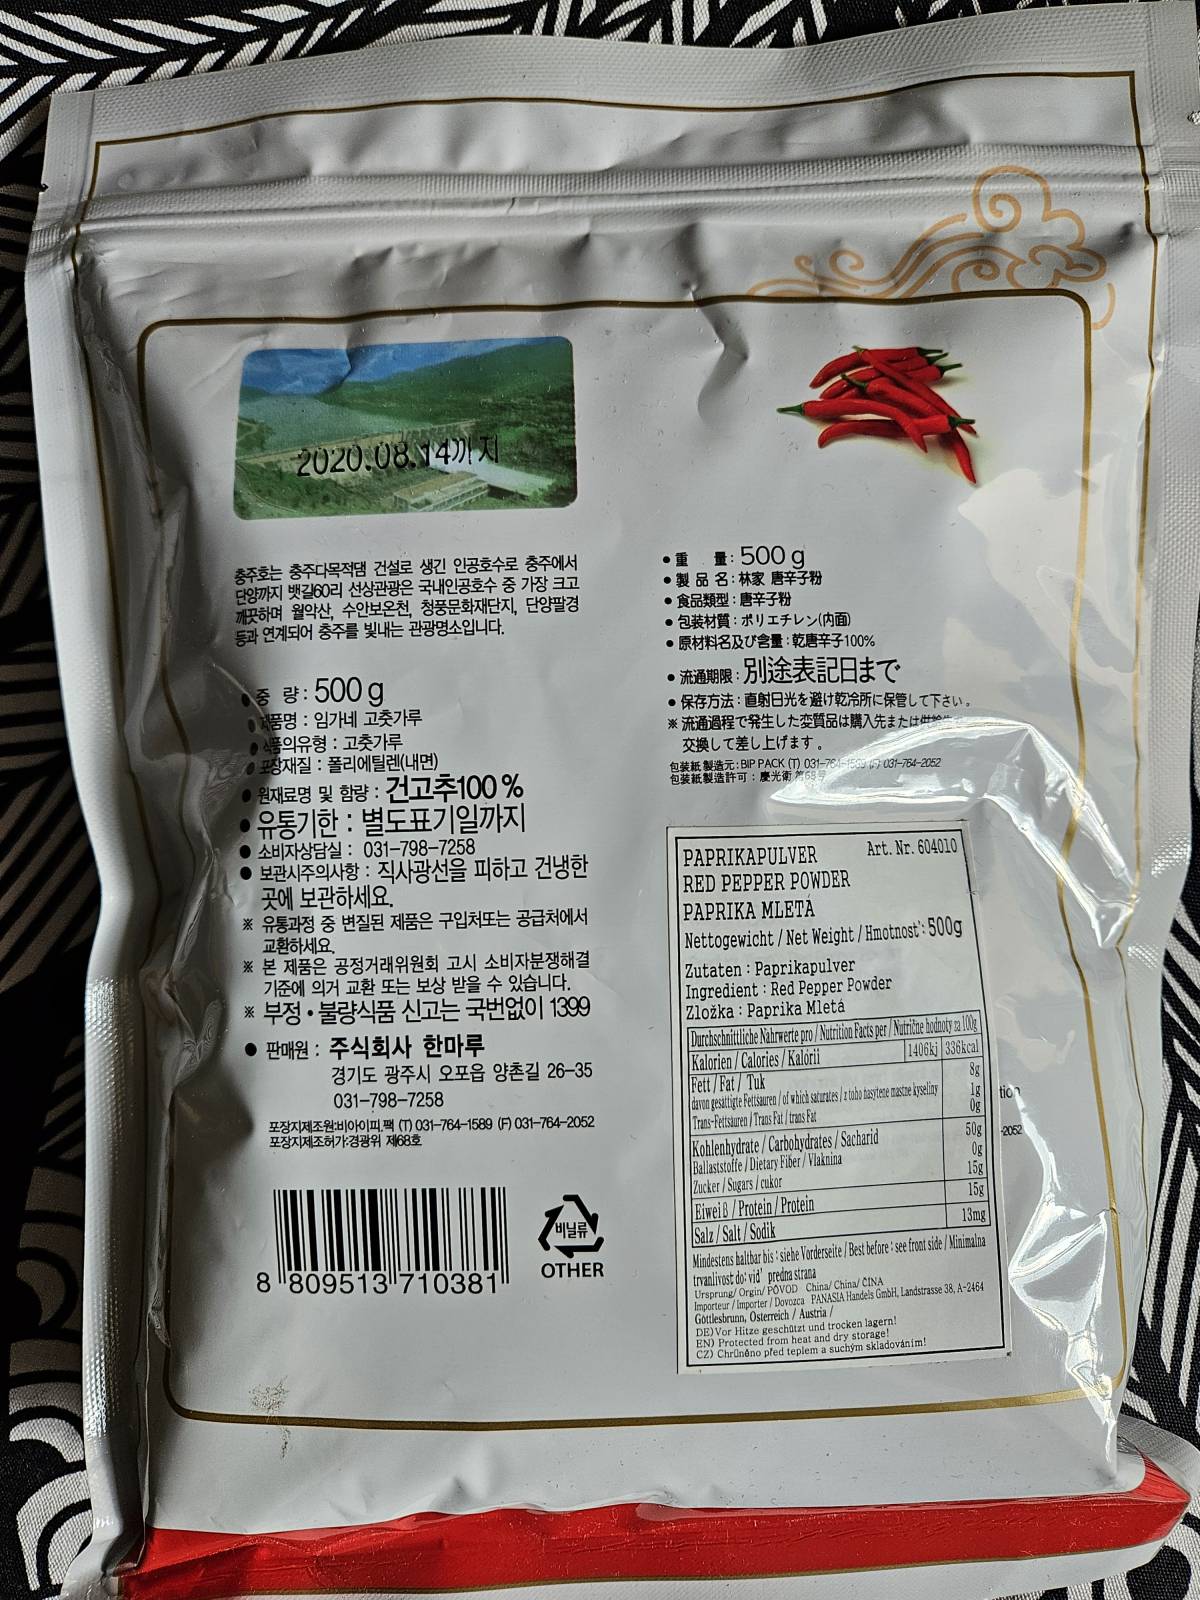 2020.08.14까지
충주호는 충주다목적댐 건설로 생긴 인공호수로 충주에서
단양까지 뱃길60리 선상관광은 국내인공호수 중 가장 크고
깨끗하며 월악산, 수안보온천, 청풍문화재단지, 단양팔경
등과 연계되어 충주를 빛내는 관광명소입니다.
● 중 량 : 500g
● 제품명 : 임가네 고춧가루
● 식품의유형 : 고춧가루
● 포장재질 : 폴리에틸렌(내면)
● 원재료명 및 함량 : 건고추100 %
● 유통기한 : 별도표기일까지
● 소비자상담실 : 031-798-7258
● 보관시주의사항 : 직사광선을 피하고 건냉한
곳에 보관하세요.
※ 유통과정 중 변질된 제품은 구입처또는 공급처에서
교환하세요.
※ 본 제품은 공정거래위원회 고시 소비자분쟁해결
기준에 의거 교환 또는 보상 받을 수 있습니다.
※ 부정•불량식품 신고는 국번없이 1399
● 판매원 : 주식회사 한마루
경기도 광주시 오포읍 양촌길 26-35
031-798-7258
포장지제조원:비아이피.팩 (T) 031-764-1589 (F) 031-764-2052
포장지제조허가:경광위 제68호
8 809513 710381
비닐류
OTHER
● 重 量 : 500g
● 製 品 名 : 林家 唐辛子粉
● 食品類型 : 唐辛子粉
● 包装材質 : ポリエチレン(内面)
● 原材料名及び含量 : 乾唐辛子100%
● 流通期限 : 別途表記日まで
● 保存方法 : 直射日光を避け乾冷所に保管して下さい。
※ 流通過程で発生した変質品は購入先または
交換して差し上げます。
包装紙製造元 : BIP PACK (T) 031-764-1589 (F) 031-764-2052
包装紙製造許可 : 慶光衛 第68号
PAPRIKAPULVER Art. Nr. 604010
RED PEPPER POWDER
PAPRIKA MLETÁ
Nettogewicht / Net Weight / Hmotnost' : 500g
Zutaten : Paprikapulver
Ingredient : Red Pepper Powder
Zložka : Paprika Mletá
Durchschnittliche Nährwerte pro / Nutrition Facts per / Nutrične hodnoty za 100g
Kalorien / Calories / Kalórii 1406kj 336kcal
Fett / Fat / Tuk 8g
davon gesättigte Fettsäuren / of which saturates / z toho nasytene mastne kyseliny 1g
Trans-Fettsäuren / Trans Fat / trans Fat 0g
Kohlenhydrate / Carbohydrates / Sacharid 50g
Ballaststoffe / Dietary Fiber / Vláknina 0g
Zucker / Sugars / cukor 15g
Eiweiß / Protein / Protein 15g
Salz / Salt / Sodik 13mg
Mindestens haltbar bis : siehe Vorderseite / Best before : see front side / Minimalna
trvanlivost do: vid' predna strana
Ursprung/ Orgin/ PÔVOD China/ China/ ČÍNA
Importeur / Importer / Dovozca PANASIA Handels GmbH, Landstrasse 38, A-2464
Göttlesbrunn, Österreich / Austria /
DE) Vor Hitze geschützt und trocken lagern!
EN) Protected from heat and dry storage!
CZ) Chrůněno před teplem a suchým skladováním!
tion
-2052